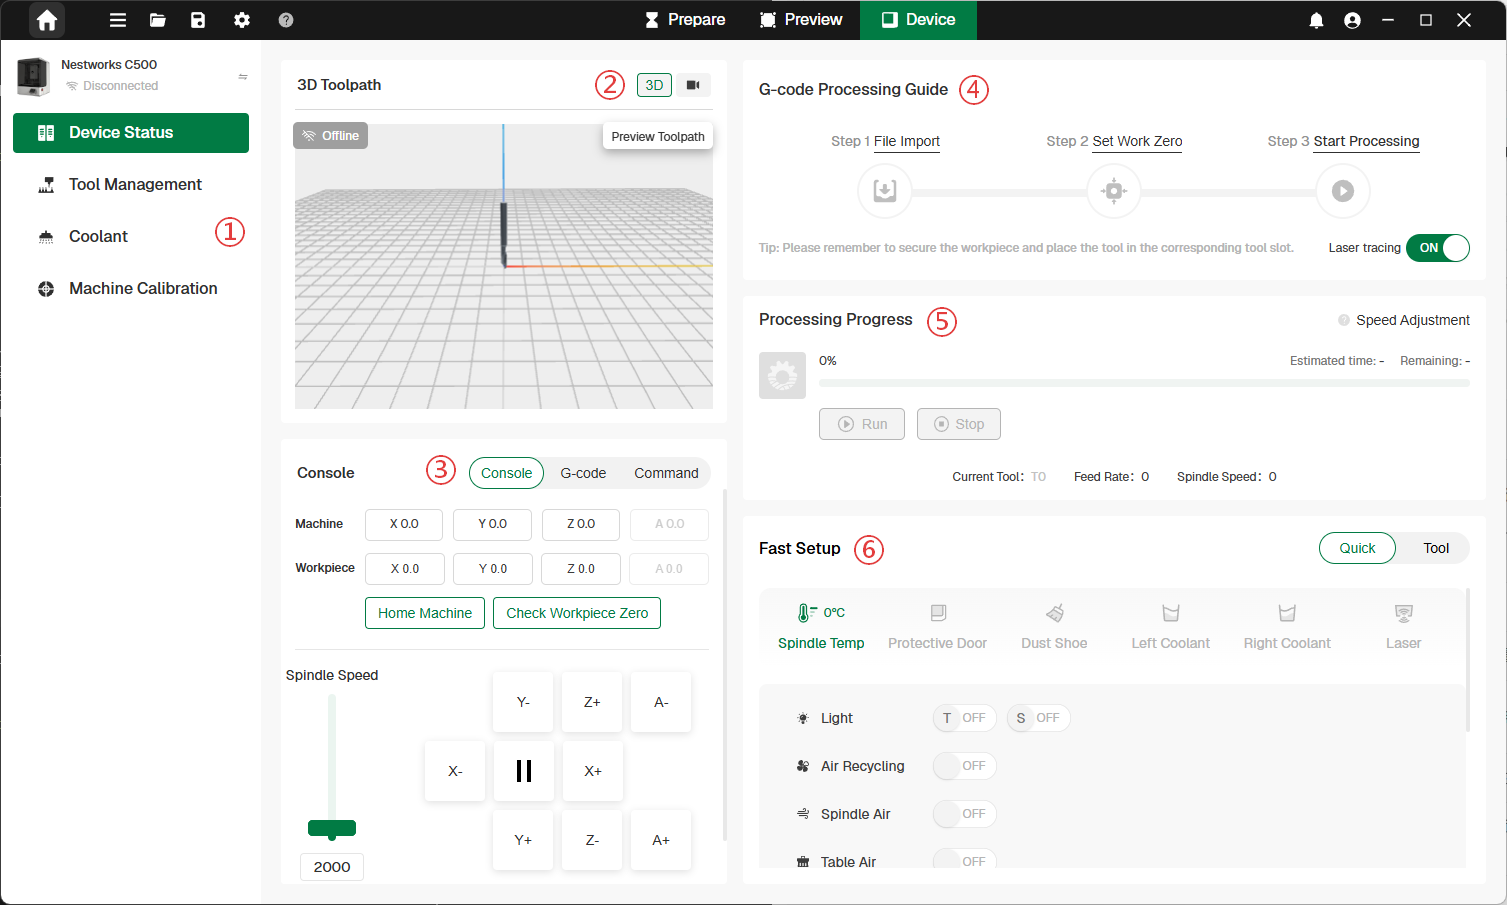 Prepare
Preview
Device
Nestworks C500
Disconnected
Device Status
Tool Management
Coolant
①
Machine Calibration
3D Toolpath
②
3D
Offline
Preview Toolpath
Console
③
Console
G-code
Command
Machine
X 0.0
Y 0.0
Z 0.0
A 0.0
Workpiece
X 0.0
Y 0.0
Z 0.0
A 0.0
Home Machine
Check Workpiece Zero
Spindle Speed
2000
Y-
Z+
A-
X-
X+
Y+
Z-
A+
G-code Processing Guide
④
Step 1 File Import
Step 2 Set Work Zero
Step 3 Start Processing
Tip: Please remember to secure the workpiece and place the tool in the corresponding tool slot.
Laser tracing
ON
Processing Progress
⑤
? Speed Adjustment
0%
Estimated time: -
Remaining: -
Run
Stop
Current Tool: T0
Feed Rate: 0
Spindle Speed: 0
Fast Setup
⑥
Quick
Tool
0°C
Spindle Temp
Protective Door
Dust Shoe
Left Coolant
Right Coolant
Laser
Light
T OFF
S OFF
Air Recycling
OFF
Spindle Air
OFF
Table Air
OFF